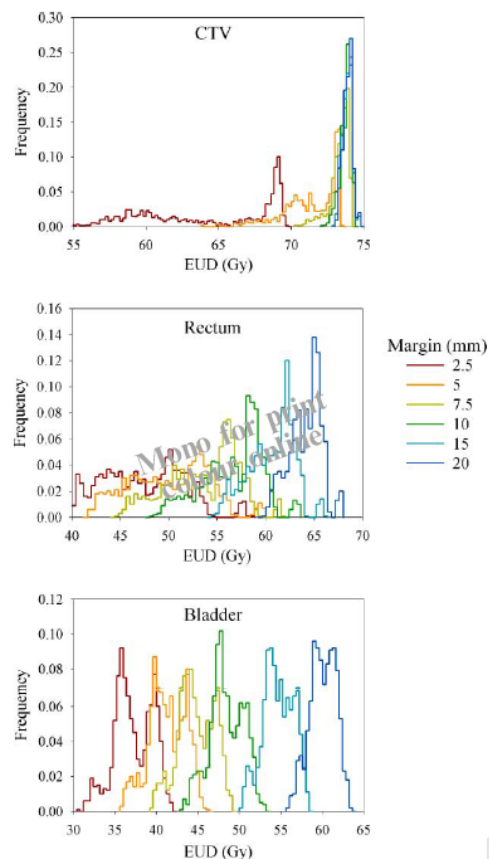 CTV
Frequency
0.30
0.25
0.20
0.15
0.10
0.05
0.00
55 60 65 70 75
EUD (Gy)
Rectum
Frequency
0.16
0.14
0.12
0.10
0.08
0.06
0.04
0.02
0.00
40 45 50 55 60 65 70
EUD (Gy)
Mono for print
colour online
Margin (mm)
2.5
5
7.5
10
15
20
Bladder
Frequency
0.12
0.10
0.08
0.06
0.04
0.02
0.00
30 35 40 45 50 55 60 65
EUD (Gy)